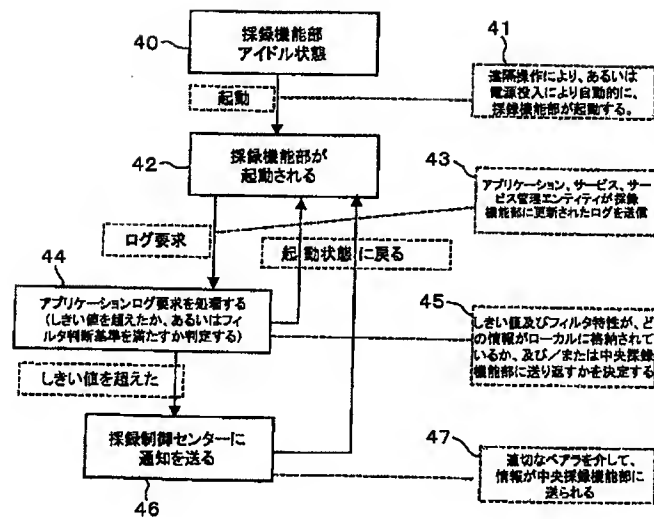 40
採録機能部
アイドル状態
起動
41
遠隔操作により、あるいは
電源投入により自動的に、
採録機能部が起動する。
42
採録機能部が
起動される
43
アプリケーション、サービス、サー
ビス管理エンティティが採録
機能部に更新されたログを送信
ログ要求
起動状態に戻る
44
アプリケーションログ要求を処理する
(しきい値を超えたか、あるいはフィ
ルタ判断基準を満たすか判定する)
45
しきい値及びフィルタ特性が、ど
の情報がローカルに格納されて
いるか、及び/または中央採録
機能部に送り返すかを決定する
しきい値を超えた
採録制御センターに
通知を送る
46
47
適切なベアラを介して、
情報が中央採録機能部に
送られる